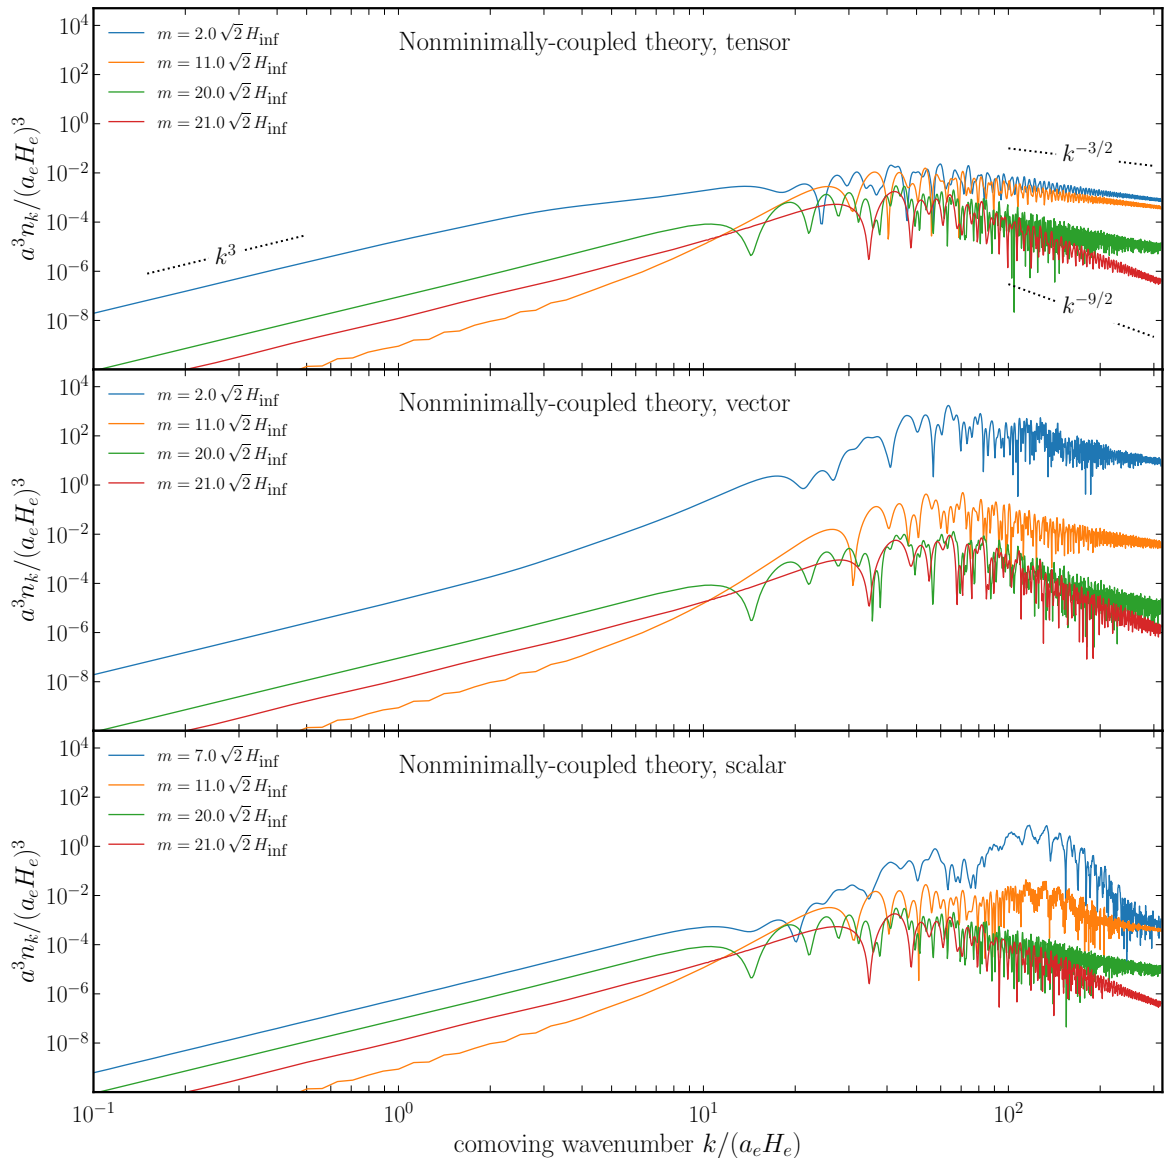 Nonminimally-coupled theory, tensor
m = 2.0 √2 H_inf
m = 11.0 √2 H_inf
m = 20.0 √2 H_inf
m = 21.0 √2 H_inf
k^3
k^{-3/2}
k^{-9/2}
10^4
10^2
10^0
10^{-2}
10^{-4}
10^{-6}
10^{-8}
a^3 n_k/(a_e H_e)^3
Nonminimally-coupled theory, vector
m = 2.0 √2 H_inf
m = 11.0 √2 H_inf
m = 20.0 √2 H_inf
m = 21.0 √2 H_inf
10^4
10^2
10^0
10^{-2}
10^{-4}
10^{-6}
10^{-8}
a^3 n_k/(a_e H_e)^3
Nonminimally-coupled theory, scalar
m = 7.0 √2 H_inf
m = 11.0 √2 H_inf
m = 20.0 √2 H_inf
m = 21.0 √2 H_inf
10^4
10^2
10^0
10^{-2}
10^{-4}
10^{-6}
10^{-8}
a^3 n_k/(a_e H_e)^3
10^{-1} 10^0 10^1 10^2
comoving wavenumber k/(a_e H_e)